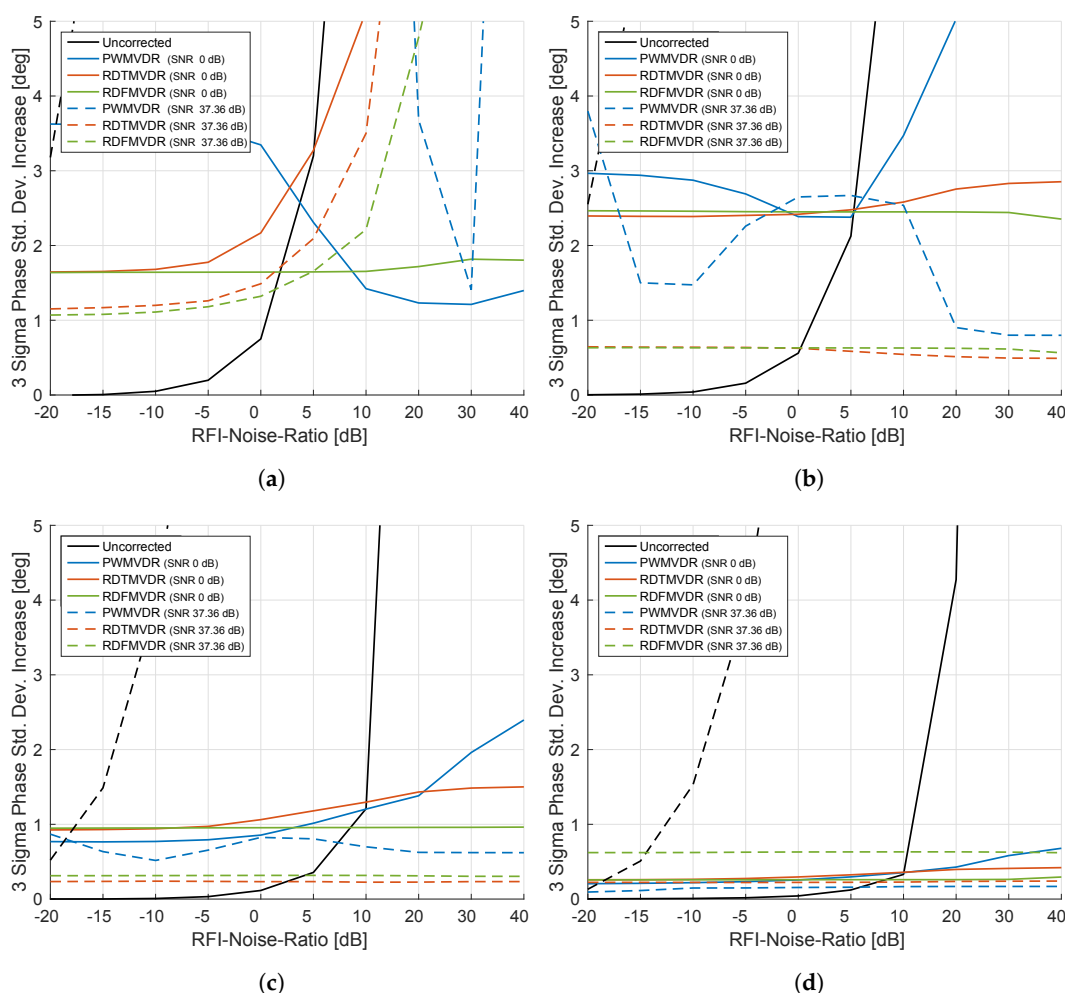 5
4
3
2
1
0
3 Sigma Phase Std. Dev. Increase [deg]
Uncorrected
PWMVDR (SNR 0 dB)
RDTMVDR (SNR 0 dB)
RDFMVDR (SNR 0 dB)
PWMVDR (SNR 37.36 dB)
RDTMVDR (SNR 37.36 dB)
RDFMVDR (SNR 37.36 dB)
-20 -15 -10 -5 0 5 10 20 30 40
RFI-Noise-Ratio [dB]
(a)
5
4
3
2
1
0
3 Sigma Phase Std. Dev. Increase [deg]
Uncorrected
PWMVDR (SNR 0 dB)
RDTMVDR (SNR 0 dB)
RDFMVDR (SNR 0 dB)
PWMVDR (SNR 37.36 dB)
RDTMVDR (SNR 37.36 dB)
RDFMVDR (SNR 37.36 dB)
-20 -15 -10 -5 0 5 10 20 30 40
RFI-Noise-Ratio [dB]
(b)
5
4
3
2
1
0
3 Sigma Phase Std. Dev. Increase [deg]
Uncorrected
PWMVDR (SNR 0 dB)
RDTMVDR (SNR 0 dB)
RDFMVDR (SNR 0 dB)
PWMVDR (SNR 37.36 dB)
RDTMVDR (SNR 37.36 dB)
RDFMVDR (SNR 37.36 dB)
-20 -15 -10 -5 0 5 10 20 30 40
RFI-Noise-Ratio [dB]
(c)
5
4
3
2
1
0
3 Sigma Phase Std. Dev. Increase [deg]
Uncorrected
PWMVDR (SNR 0 dB)
RDTMVDR (SNR 0 dB)
RDFMVDR (SNR 0 dB)
PWMVDR (SNR 37.36 dB)
RDTMVDR (SNR 37.36 dB)
RDFMVDR (SNR 37.36 dB)
-20 -15 -10 -5 0 5 10 20 30 40
RFI-Noise-Ratio [dB]
(d)